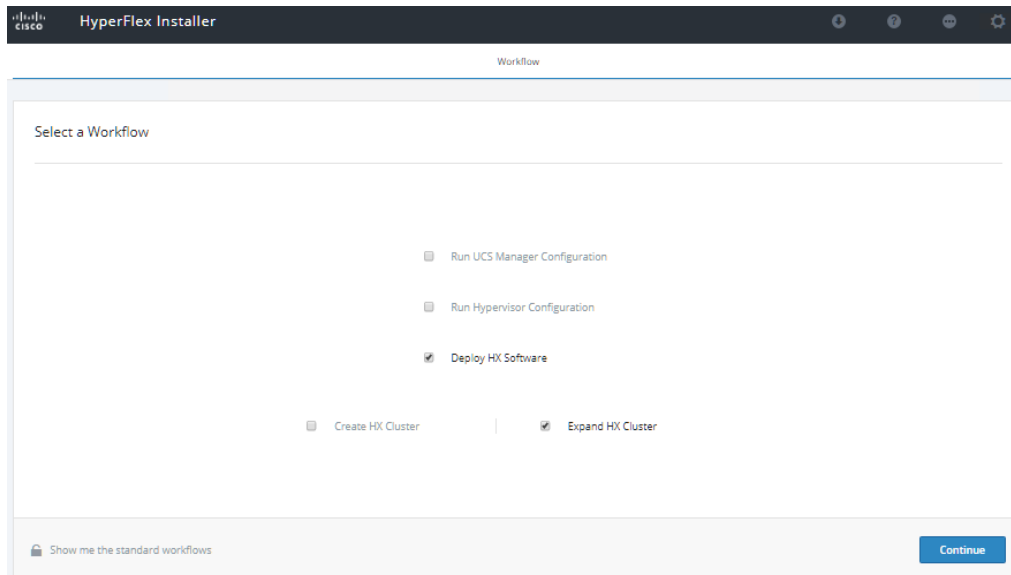 cisco HyperFlex Installer
Workflow
Select a Workflow
Run UCS Manager Configuration
Run Hypervisor Configuration
Deploy HX Software
Create HX Cluster Expand HX Cluster
Show me the standard workflows Continue